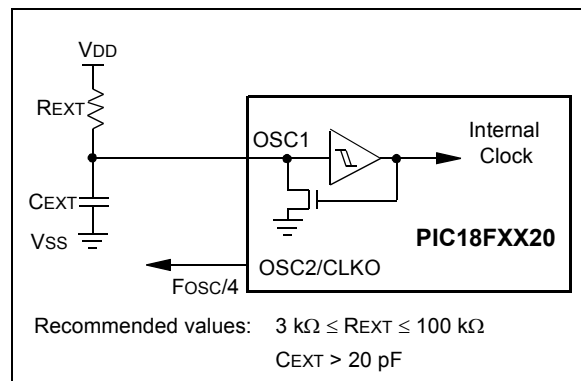 VDD
REXT
OSC1
Internal
Clock
CEXT
VSS
PIC18FXX20
OSC2/CLKO
FOSC/4
Recommended values: 3 kΩ ≤ REXT ≤ 100 kΩ
CEXT > 20 pF